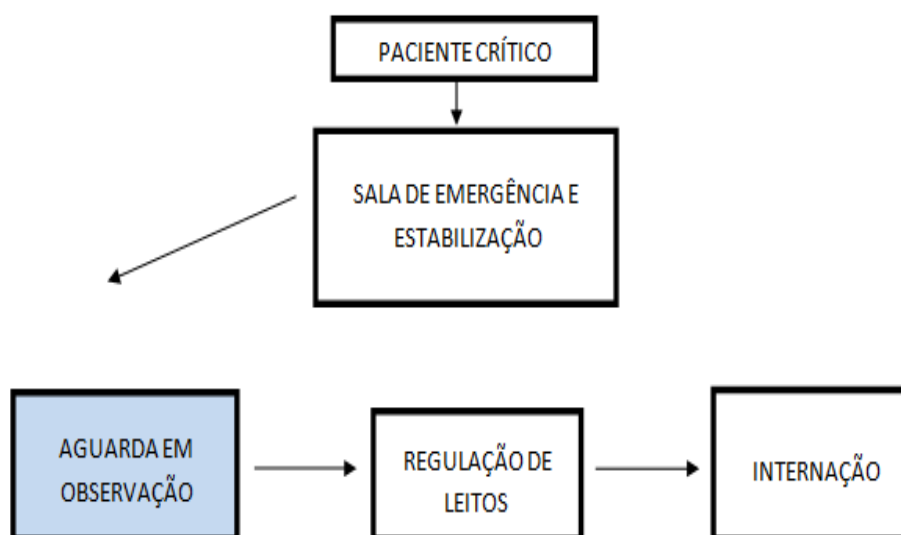 PACIENTE CRÍTICO
SALA DE EMERGÊNCIA E
ESTABILIZAÇÃO
AGUARDA EM
OBSERVAÇÃO
REGULAÇÃO DE
LEITOS
INTERNAÇÃO